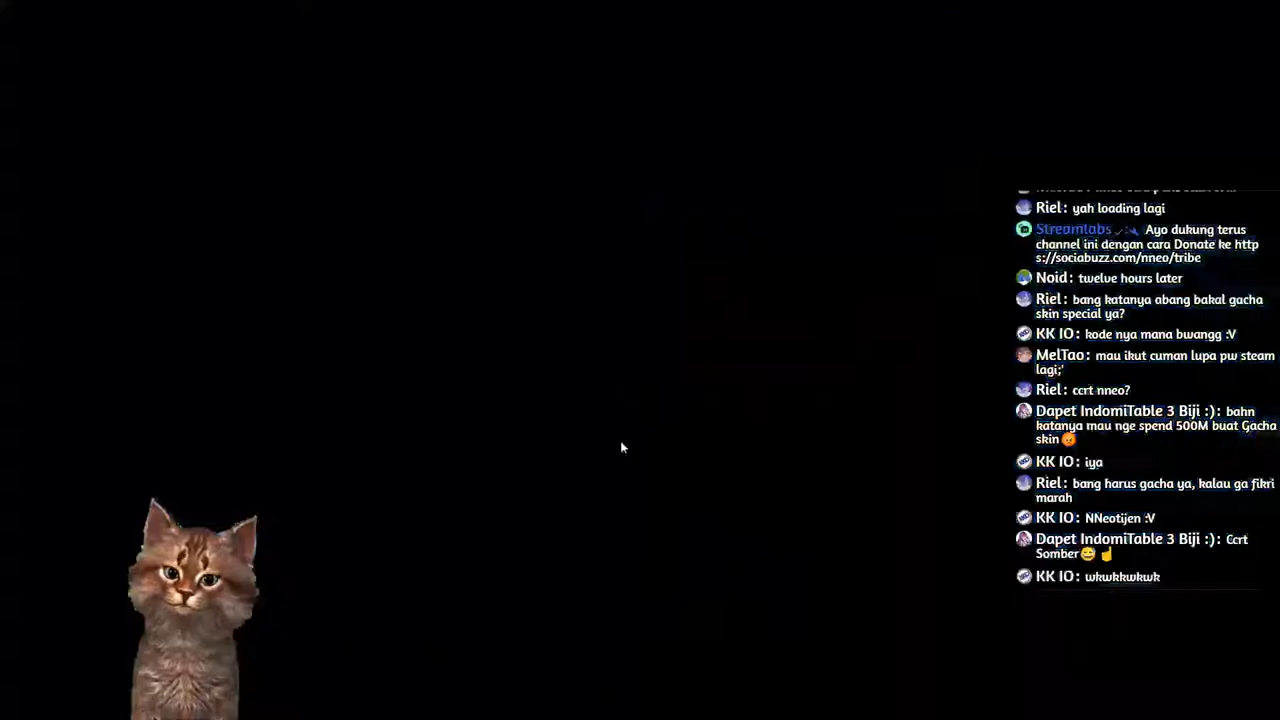 Riel: yah loading lagi
Streamlabs Ayo dukung terus
channel ini dengan cara Donate ke http
s://sociabuzz.com/nneo/tribe
Noid: twelve hours later
Riel: bang katanya abang bakal gacha
skin special ya?
KK IO: kode nya mana bwangg :V
MelTao: mau ikut cuman lupa pw steam
lagi;'
Riel: ccrt nneo?
Dapet IndomiTable 3 Biji :): bahn
katanya mau nge spend 500M buat Gacha
skin😡
KK IO: iya
Riel: bang harus gacha ya, kalau ga fikri
marah
KK IO: NNeotijen :V
Dapet IndomiTable 3 Biji :): Ccrt
Somber😅☝
KK IO: wkwkkwkwk